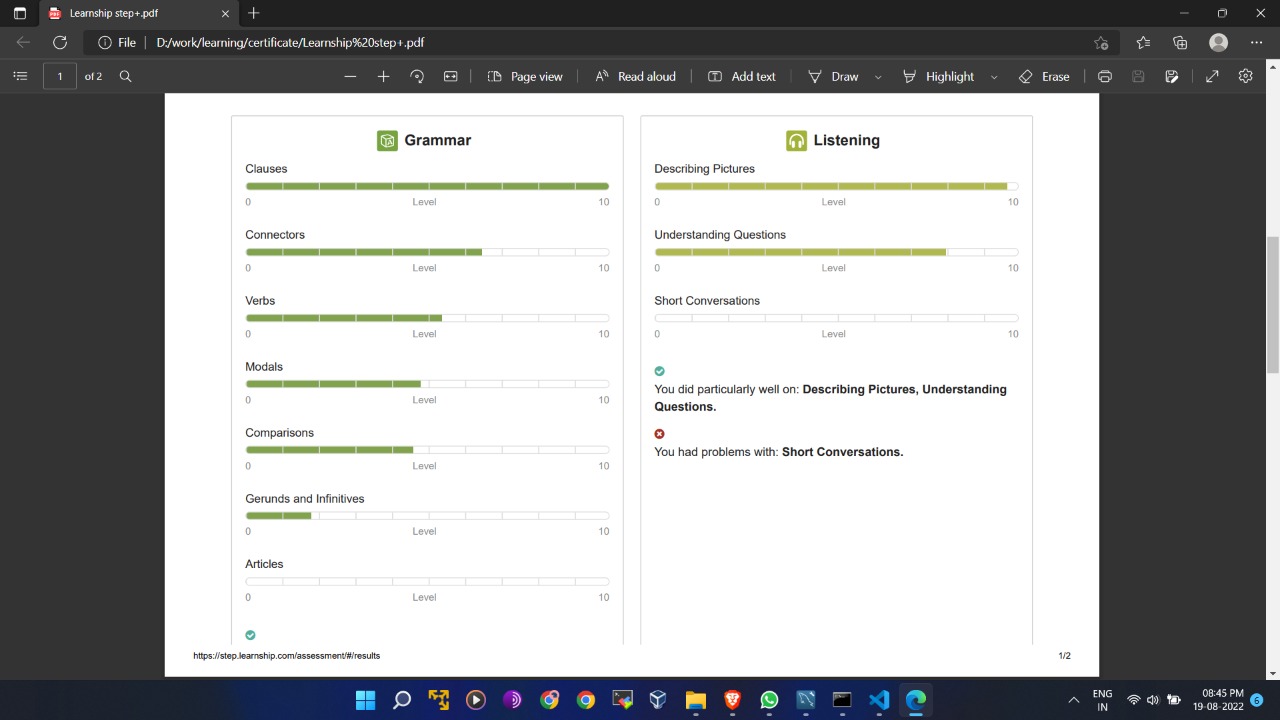 Learnship step+.pdf
File
D:/work/learning/certificate/Learnship%20step+.pdf
1
of 2
Page view
Read aloud
Add text
Draw
Highlight
Erase
Grammar
Clauses
0 Level 10
Connectors
0 Level 10
Verbs
0 Level 10
Modals
0 Level 10
Comparisons
0 Level 10
Gerunds and Infinitives
0 Level 10
Articles
0 Level 10
Listening
Describing Pictures
0 Level 10
Understanding Questions
0 Level 10
Short Conversations
0 Level 10
You did particularly well on: Describing Pictures, Understanding
Questions.
You had problems with: Short Conversations.
https://step.learnship.com/assessment/#/results
1/2
ENG
IN
08:45 PM
19-08-2022
6